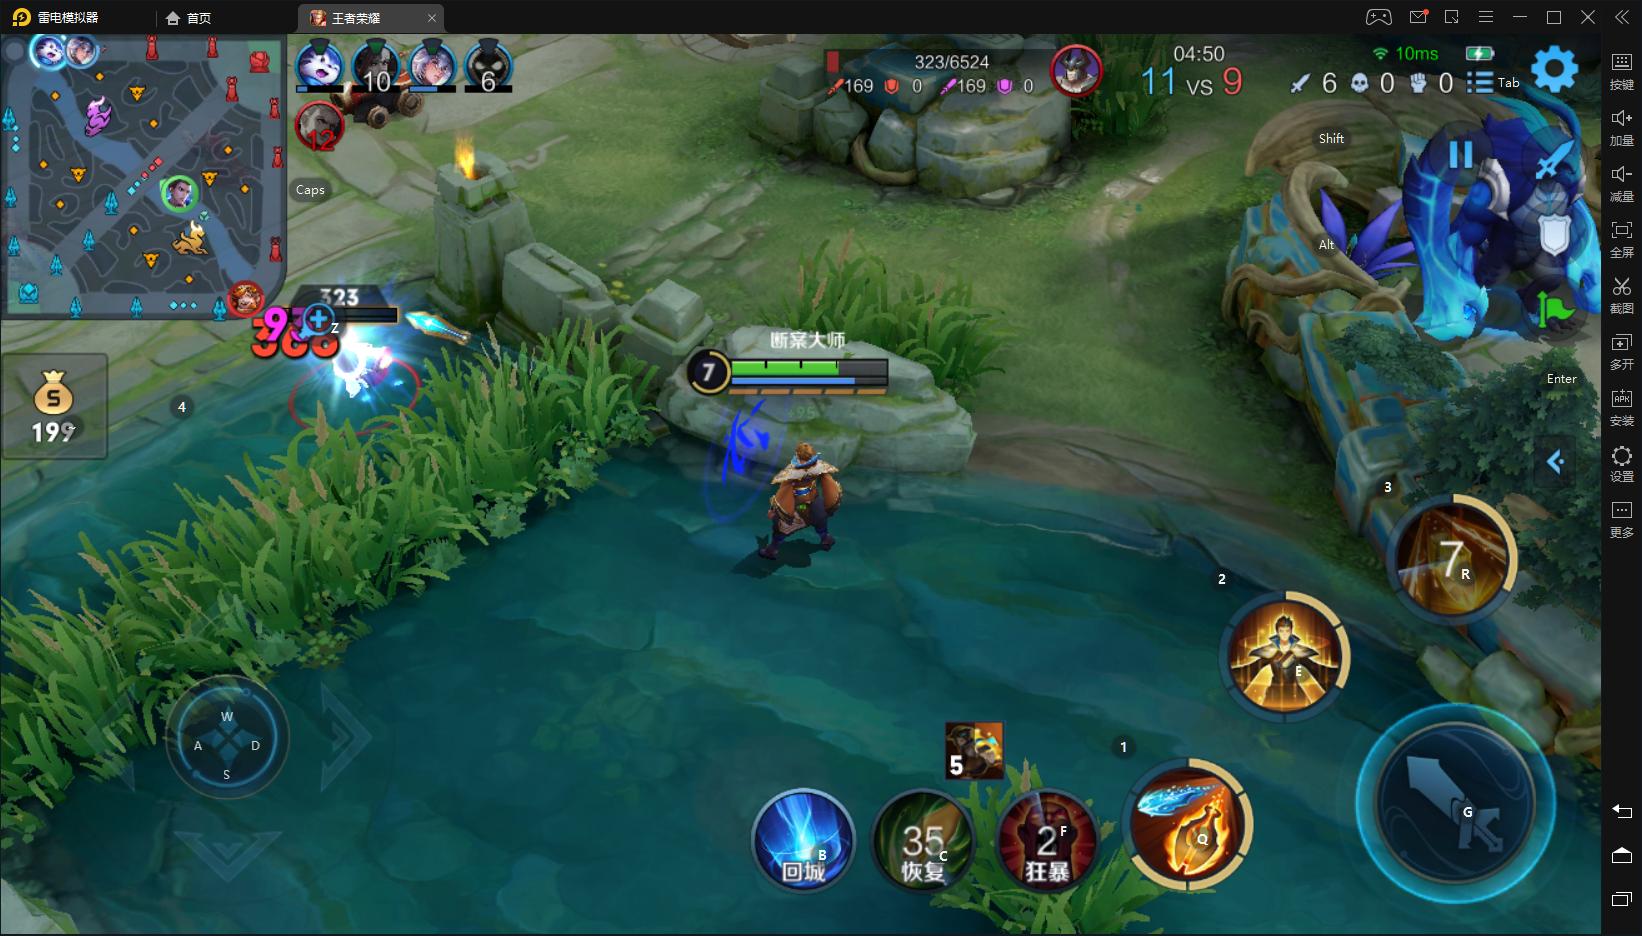 雷电模拟器
首页
王者荣耀
10
6
12
323/6524
169 0 169 0
04:50
11 VS 9
10ms
6 0 0
Tab
Shift
Caps
Alt
Enter
323
Z
断案大师
7
+95
S
199
4
3
7
R
2
E
1
W
A
D
S
5
回城
B
35
恢复
C
2
狂暴
F
Q
G
按键
加量
减量
全屏
截图
多开
APK
安装
设置
更多